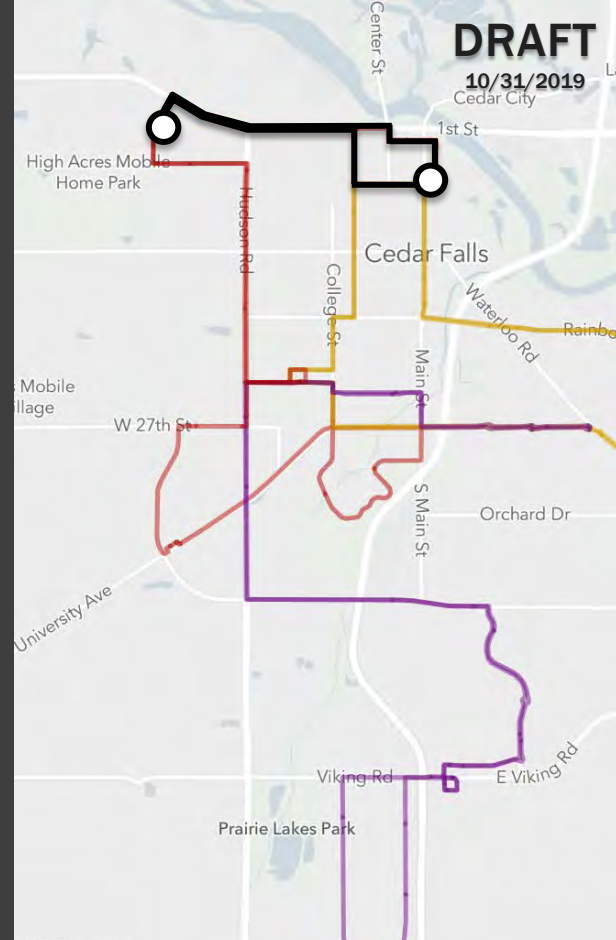 Center St
DRAFT
10/31/2019
Cedar City
1st St
High Acres Mobile
Home Park
Hudson Rd
Cedar Falls
College St
Waterloo Rd
Rainbo
Main St
Mobile
W 27th St
S Main St
Orchard Dr
University Ave
Viking Rd
E Viking Rd
Prairie Lakes Park